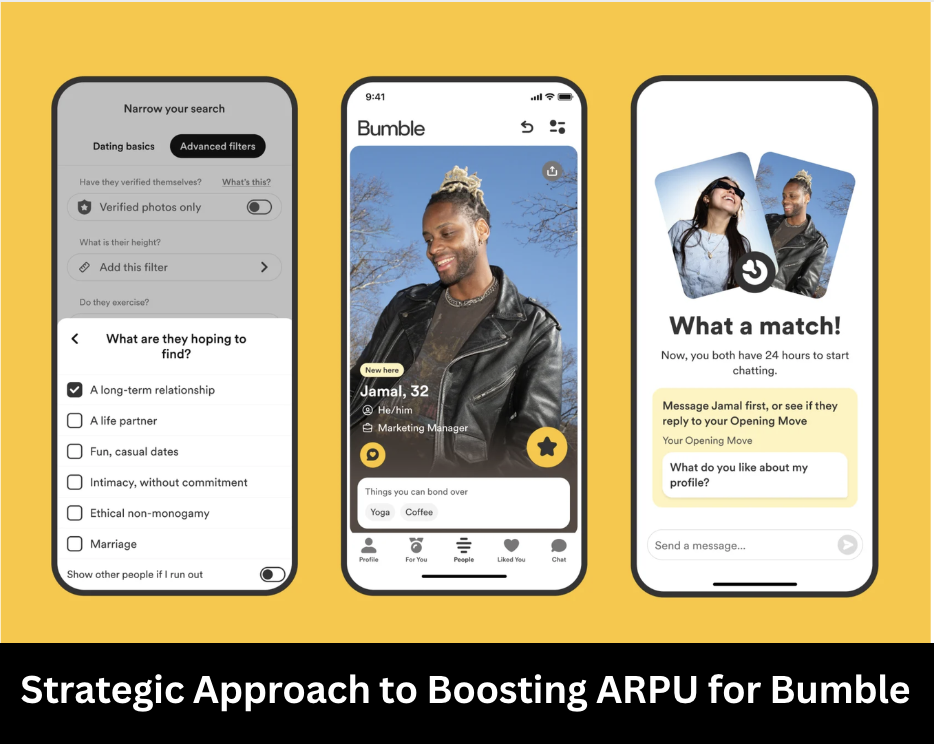 Narrow your search
Dating basics
Advanced filters
Have they verified themselves?
What's this?
Verified photos only
What is their height?
Add this filter
Do they exercise?
What are they hoping to
find?
A long-term relationship
A life partner
Fun, casual dates
Intimacy, without commitment
Ethical non-monogamy
Marriage
Show other people if I run out
9:41
Bumble
New here
Jamal, 32
He/him
Marketing Manager
Things you can bond over
Yoga
Coffee
Profile
For You
People
Liked You
Chat
What a match!
Now, you both have 24 hours to start
chatting.
Message Jamal first, or see if they
reply to your Opening Move
Your Opening Move
What do you like about my
profile?
Send a message...
Strategic Approach to Boosting ARPU for Bumble